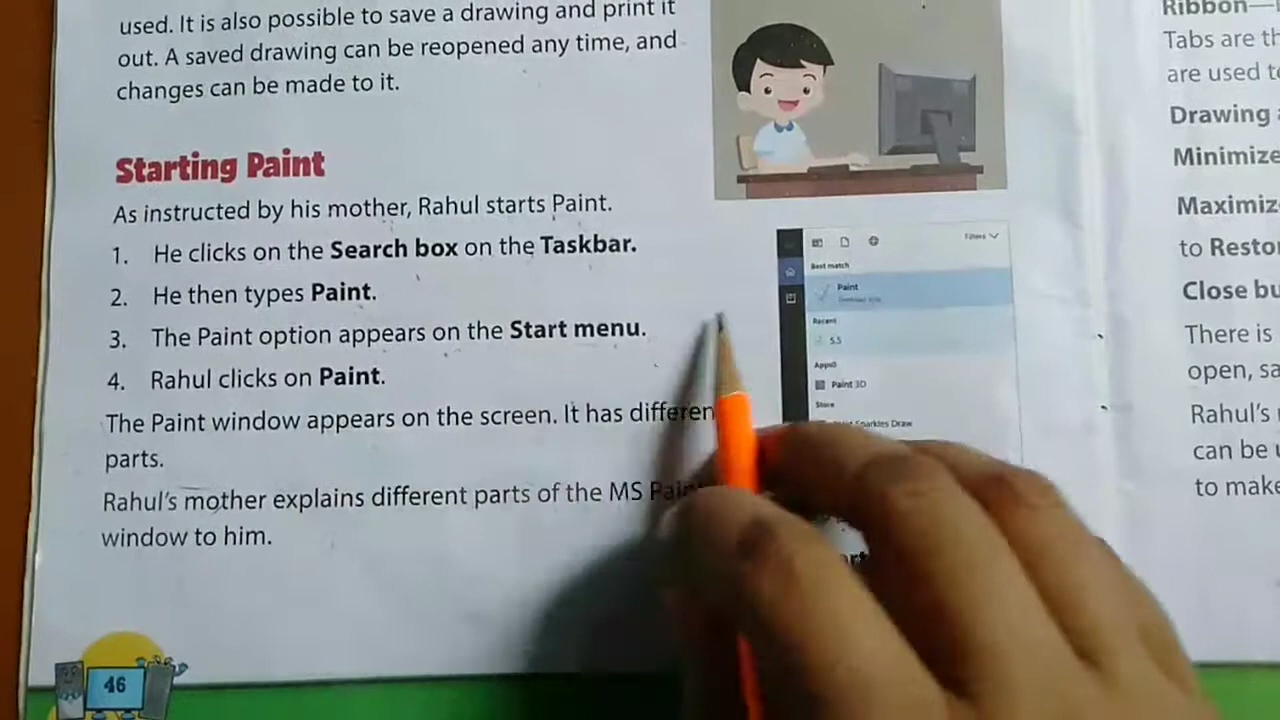 used. It is also possible to save a drawing and print it
out. A saved drawing can be reopened any time, and
changes can be made to it.
Starting Paint
As instructed by his mother, Rahul starts Paint.
1. He clicks on the Search box on the Taskbar.
2. He then types Paint.
3. The Paint option appears on the Start menu.
4. Rahul clicks on Paint.
The Paint window appears on the screen. It has differen
parts.
Rahul's mother explains different parts of the MS Pain
window to him.
46
Filters
Best match
Paint
Recent
5.5
Paint 3D
Store
Sparkles Draw
Ribbon—
Tabs are th
are used to
Drawing
Minimize
Maximiz
to Resto
Close bu
There is
open, sa
Rahul's
can be
to make